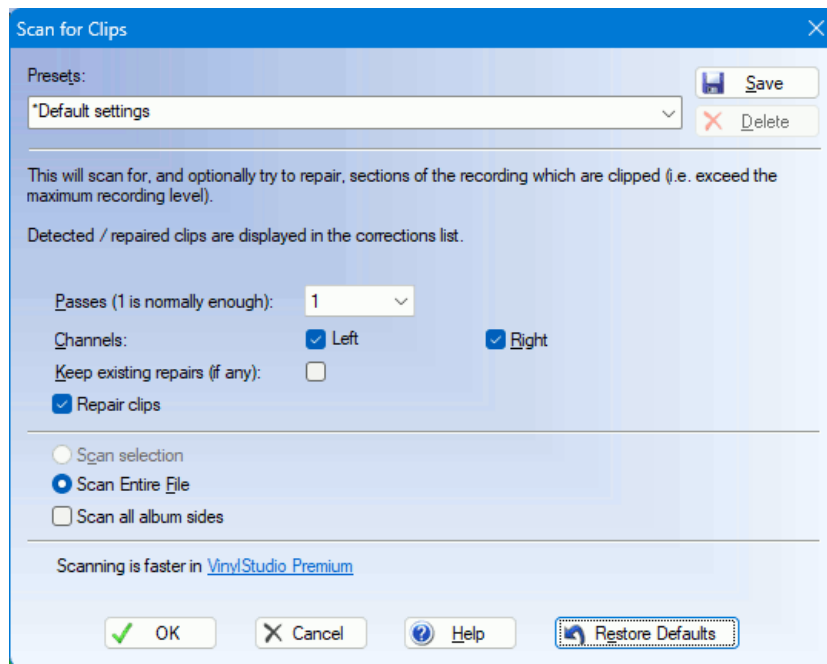 Scan for Clips
Presets:
*Default settings
Save
Delete
This will scan for, and optionally try to repair, sections of the recording which are clipped (i.e. exceed the
maximum recording level).
Detected / repaired clips are displayed in the corrections list.
Passes (1 is normally enough): 1
Channels: Left Right
Keep existing repairs (if any):
Repair clips
Scan selection
Scan Entire File
Scan all album sides
Scanning is faster in VinylStudio Premium
OK Cancel Help Restore Defaults